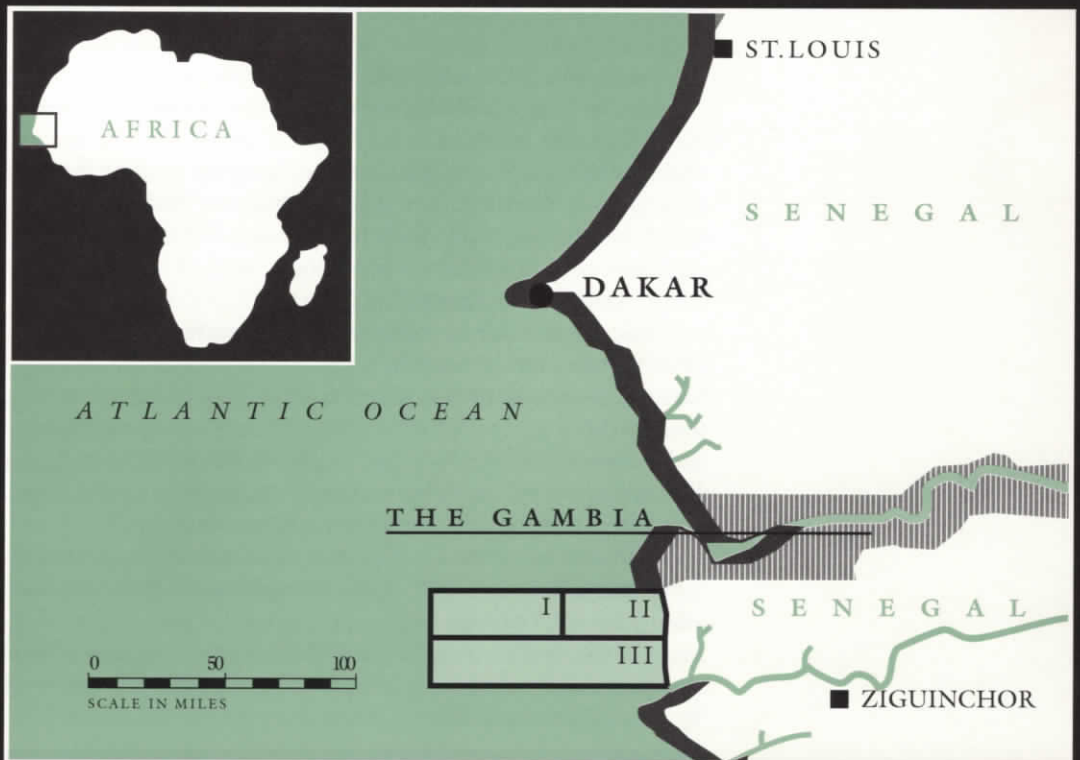 ST.LOUIS
AFRICA
SENEGAL
DAKAR
ATLANTIC OCEAN
THE GAMBIA
I
II
SENEGAL
III
0 50 100
SCALE IN MILES
ZIGUINCHOR